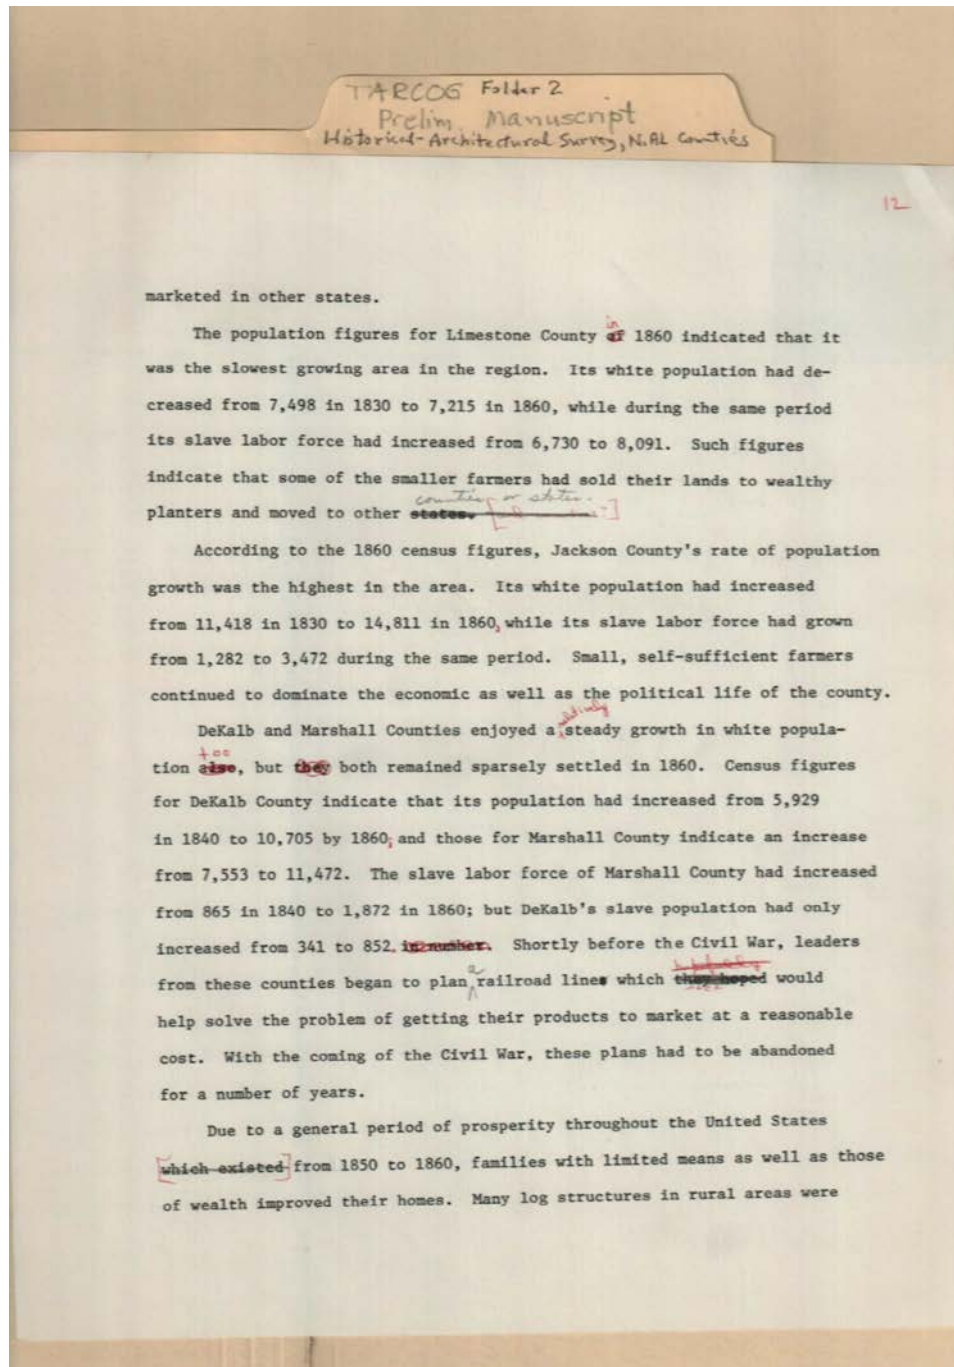 TARCOG Folder 2
Prelim. Manuscript
Historical-Architectural Survey, N.AL Counties
12
marketed in other states.
in
The population figures for Limestone County of 1860 indicated that it
was the slowest growing area in the region. Its white population had de-
creased from 7,498 in 1830 to 7,215 in 1860, while during the same period
its slave labor force had increased from 6,730 to 8,091. Such figures
indicate that some of the smaller farmers had sold their lands to wealthy
counties or states.
planters and moved to other states.
According to the 1860 census figures, Jackson County's rate of population
growth was the highest in the area. Its white population had increased
from 11,418 in 1830 to 14,811 in 1860, while its slave labor force had grown
from 1,282 to 3,472 during the same period. Small, self-sufficient farmers
continued to dominate the economic as well as the political life of the county.
relatively
DeKalb and Marshall Counties enjoyed a steady growth in white popula-
too
tion also, but they both remained sparsely settled in 1860. Census figures
for DeKalb County indicate that its population had increased from 5,929
in 1840 to 10,705 by 1860; and those for Marshall County indicate an increase
from 7,553 to 11,472. The slave labor force of Marshall County had increased
from 865 in 1840 to 1,872 in 1860; but DeKalb's slave population had only
increased from 341 to 852. in number. Shortly before the Civil War, leaders
a
from these counties began to plan railroad lines which they hoped would
help solve the problem of getting their products to market at a reasonable
cost. With the coming of the Civil War, these plans had to be abandoned
for a number of years.
Due to a general period of prosperity throughout the United States
[which existed] from 1850 to 1860, families with limited means as well as those
of wealth improved their homes. Many log structures in rural areas were